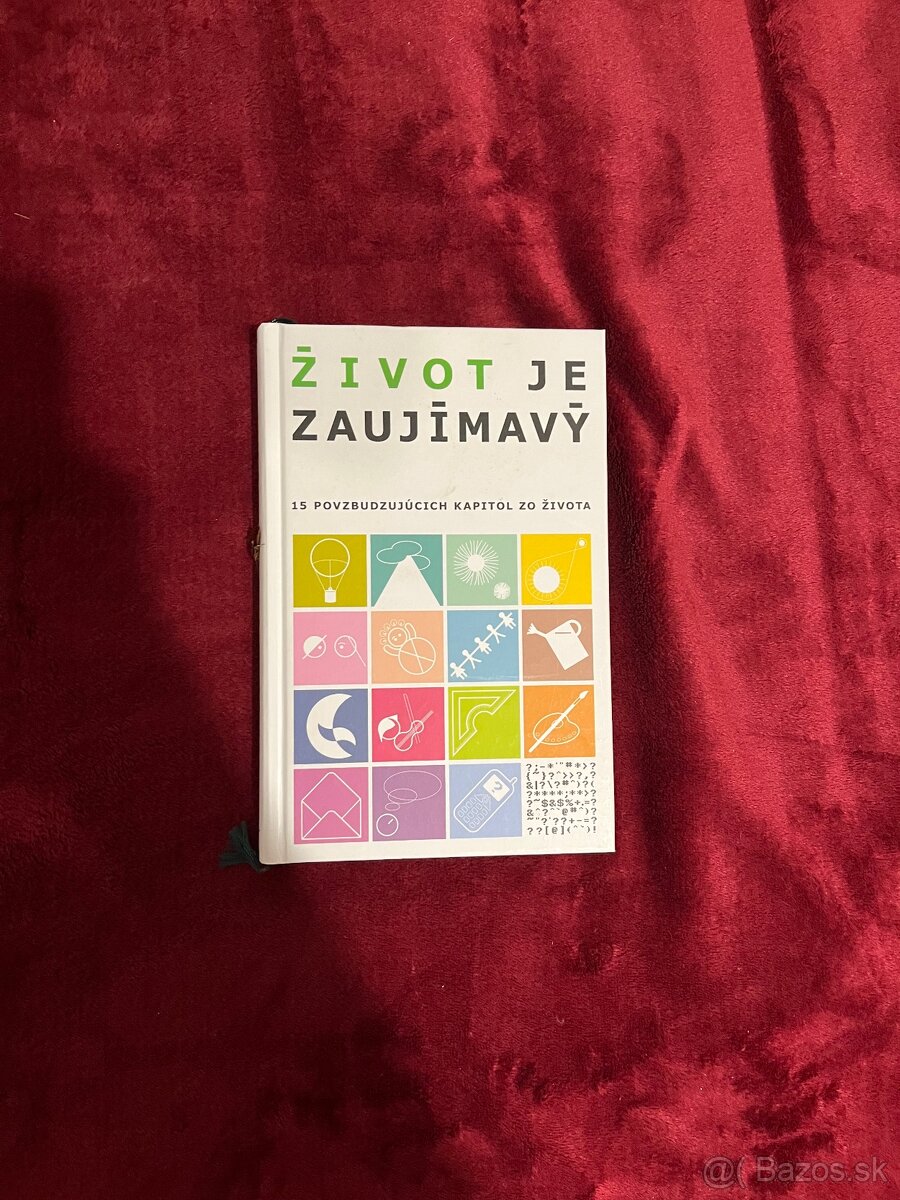 ŽIVOT JE
ZAUJÍMAVÝ
15 POVZBUDZUJÚCICH KAPITOL ZO ŽIVOTA
?
@( Bazos.sk